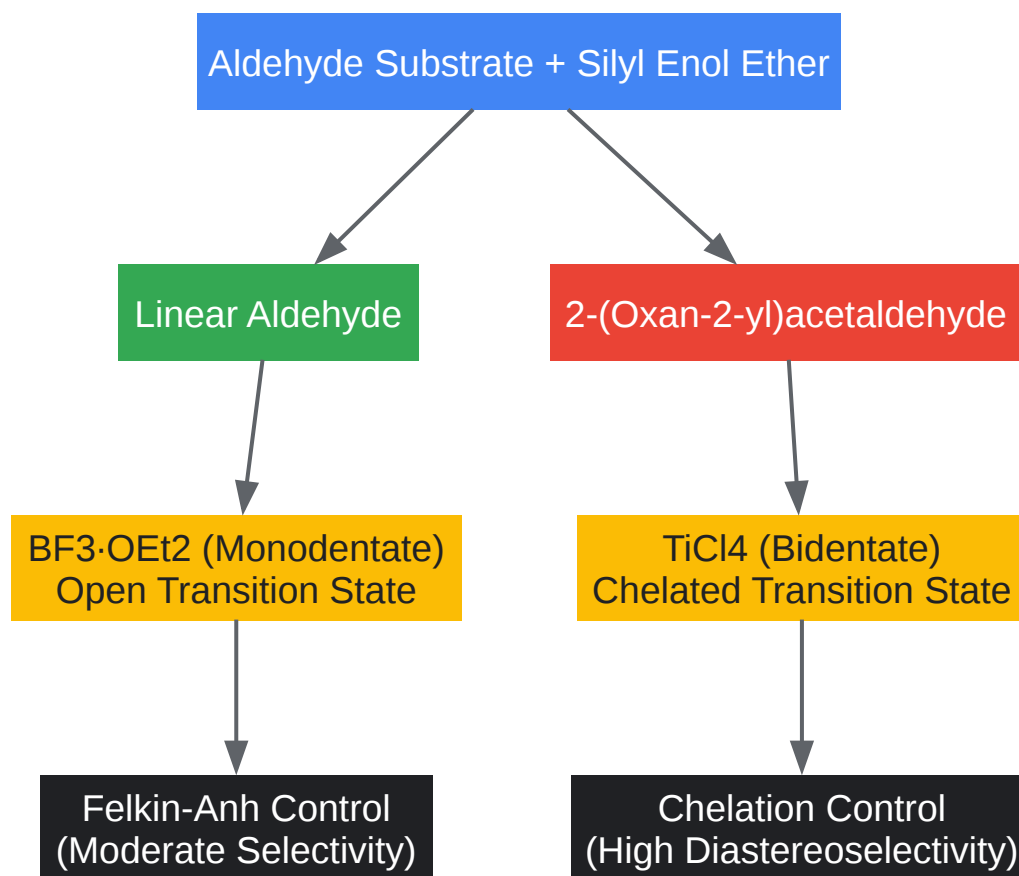 Aldehyde Substrate + Silyl Enol Ether
Linear Aldehyde
2-(Oxan-2-yl)acetaldehyde
BF3·OEt2 (Monodentate)
Open Transition State
TiCl4 (Bidentate)
Chelated Transition State
Felkin-Anh Control
(Moderate Selectivity)
Chelation Control
(High Diastereoselectivity)